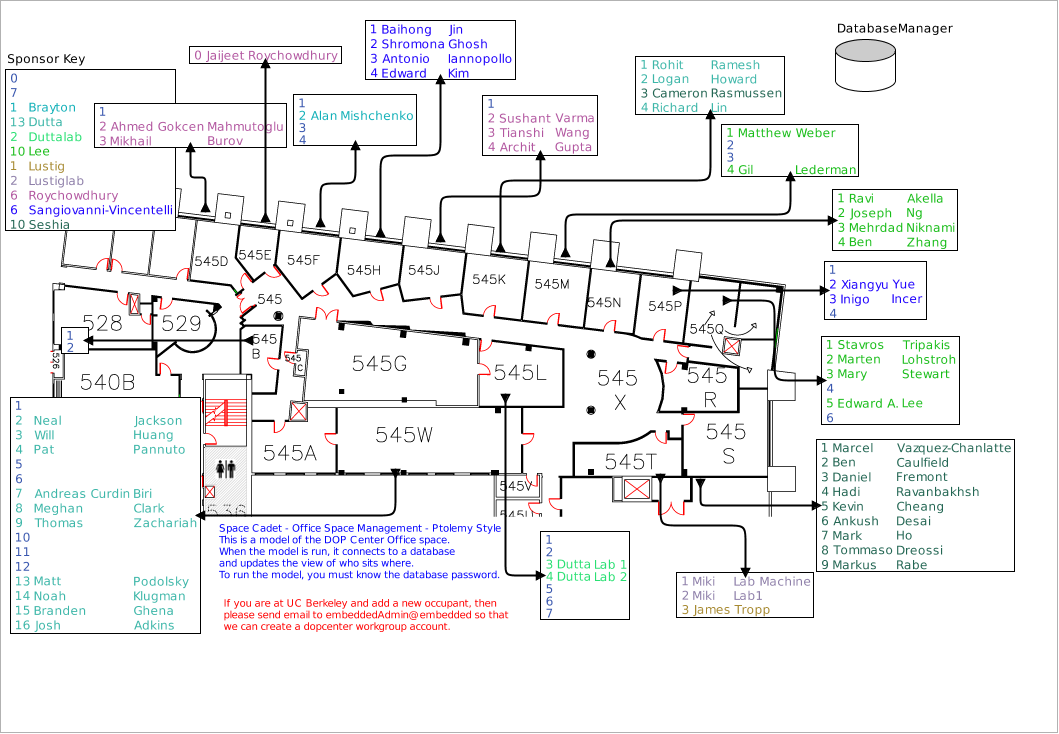 DatabaseManager
Sponsor Key
0
7
1 Brayton
13 Dutta
2 Duttalab
10 Lee
1 Lustig
2 Lustiglab
6 Roychowdhury
6 Sangiovanni-Vincentelli
10 Seshia
0 Jaijeet Roychowdhury
1 Baihong Jin
2 Shromona Ghosh
3 Antonio Iannopollo
4 Edward Kim
1
2 Ahmed Gokcen Mahmutoglu
3 Mikhail Burov
1
2 Alan Mishchenko
3
4
1
2 Sushant Varma
3 Tianshi Wang
4 Archit Gupta
1 Rohit Ramesh
2 Logan Howard
3 Cameron Rasmussen
4 Richard Lin
1 Matthew Weber
2
3
4 Gil Lederman
1 Ravi Akella
2 Joseph Ng
3 Mehrdad Niknami
4 Ben Zhang
1
2 Xiangyu Yue
3 Inigo Incer
4
1 Stavros Tripakis
2 Marten Lohstroh
3 Mary Stewart
4
5 Edward A. Lee
6
1 Marcel Vazquez-Chanlatte
2 Ben Caulfield
3 Daniel Fremont
4 Hadi Ravanbakhsh
5 Kevin Cheang
6 Ankush Desai
7 Mark Ho
8 Tommaso Dreossi
9 Markus Rabe
545D
545E
545F
545H
545J
545K
545M
545N
545P
545Q
528
529
545
545
B
545
C
545G
545L
545
X
545
R
526
540B
1
2
545A
545W
545T
545
S
545V
545U
1
2 Neal Jackson
3 Will Huang
4 Pat Pannuto
5
6
7 Andreas Curdin Biri
8 Meghan Clark
9 Thomas Zachariah
10
11
12
13 Matt Podolsky
14 Noah Klugman
15 Branden Ghena
16 Josh Adkins
Space Cadet - Office Space Management - Ptolemy Style
This is a model of the DOP Center Office space.
When the model is run, it connects to a database
and updates the view of who sits where.
To run the model, you must know the database password.
If you are at UC Berkeley and add a new occupant, then
please send email to embeddedAdmin@embedded so that
we can create a dopcenter workgroup account.
1
2
3 Dutta Lab 1
4 Dutta Lab 2
5
6
7
1 Miki Lab Machine
2 Miki Lab1
3 James Tropp